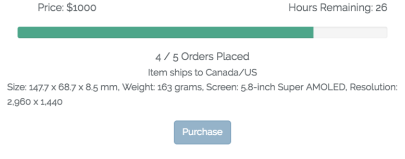 Price: $1000 Hours Remaining: 26
4 / 5 Orders Placed
Item ships to Canada/US
Size: 147.7 x 68.7 x 8.5 mm, Weight: 163 grams, Screen: 5.8-inch Super AMOLED, Resolution:
2,960 x 1,440
Purchase